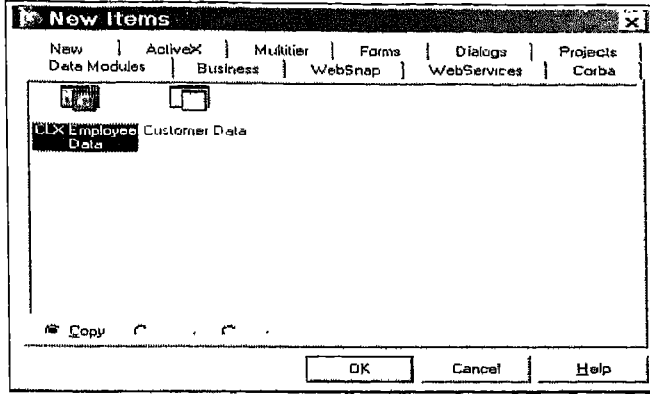 New Items
New ActiveX Multitier Forms Dialogs Projects
Data Modules Business WebSnap WebServices Corba
CLX Employee Customer Data
Data
Copy
OK Cancel Help